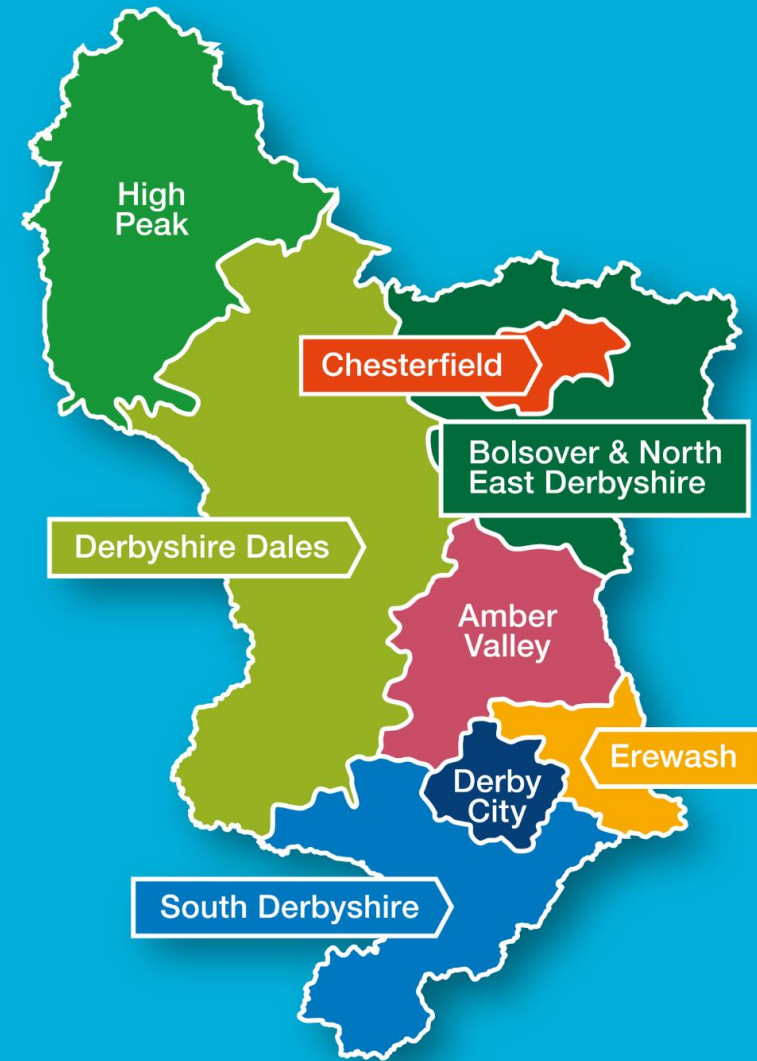 High
Peak
Chesterfield
Bolsover & North
East Derbyshire
Derbyshire Dales
Amber
Valley
Erewash
Derby
City
South Derbyshire